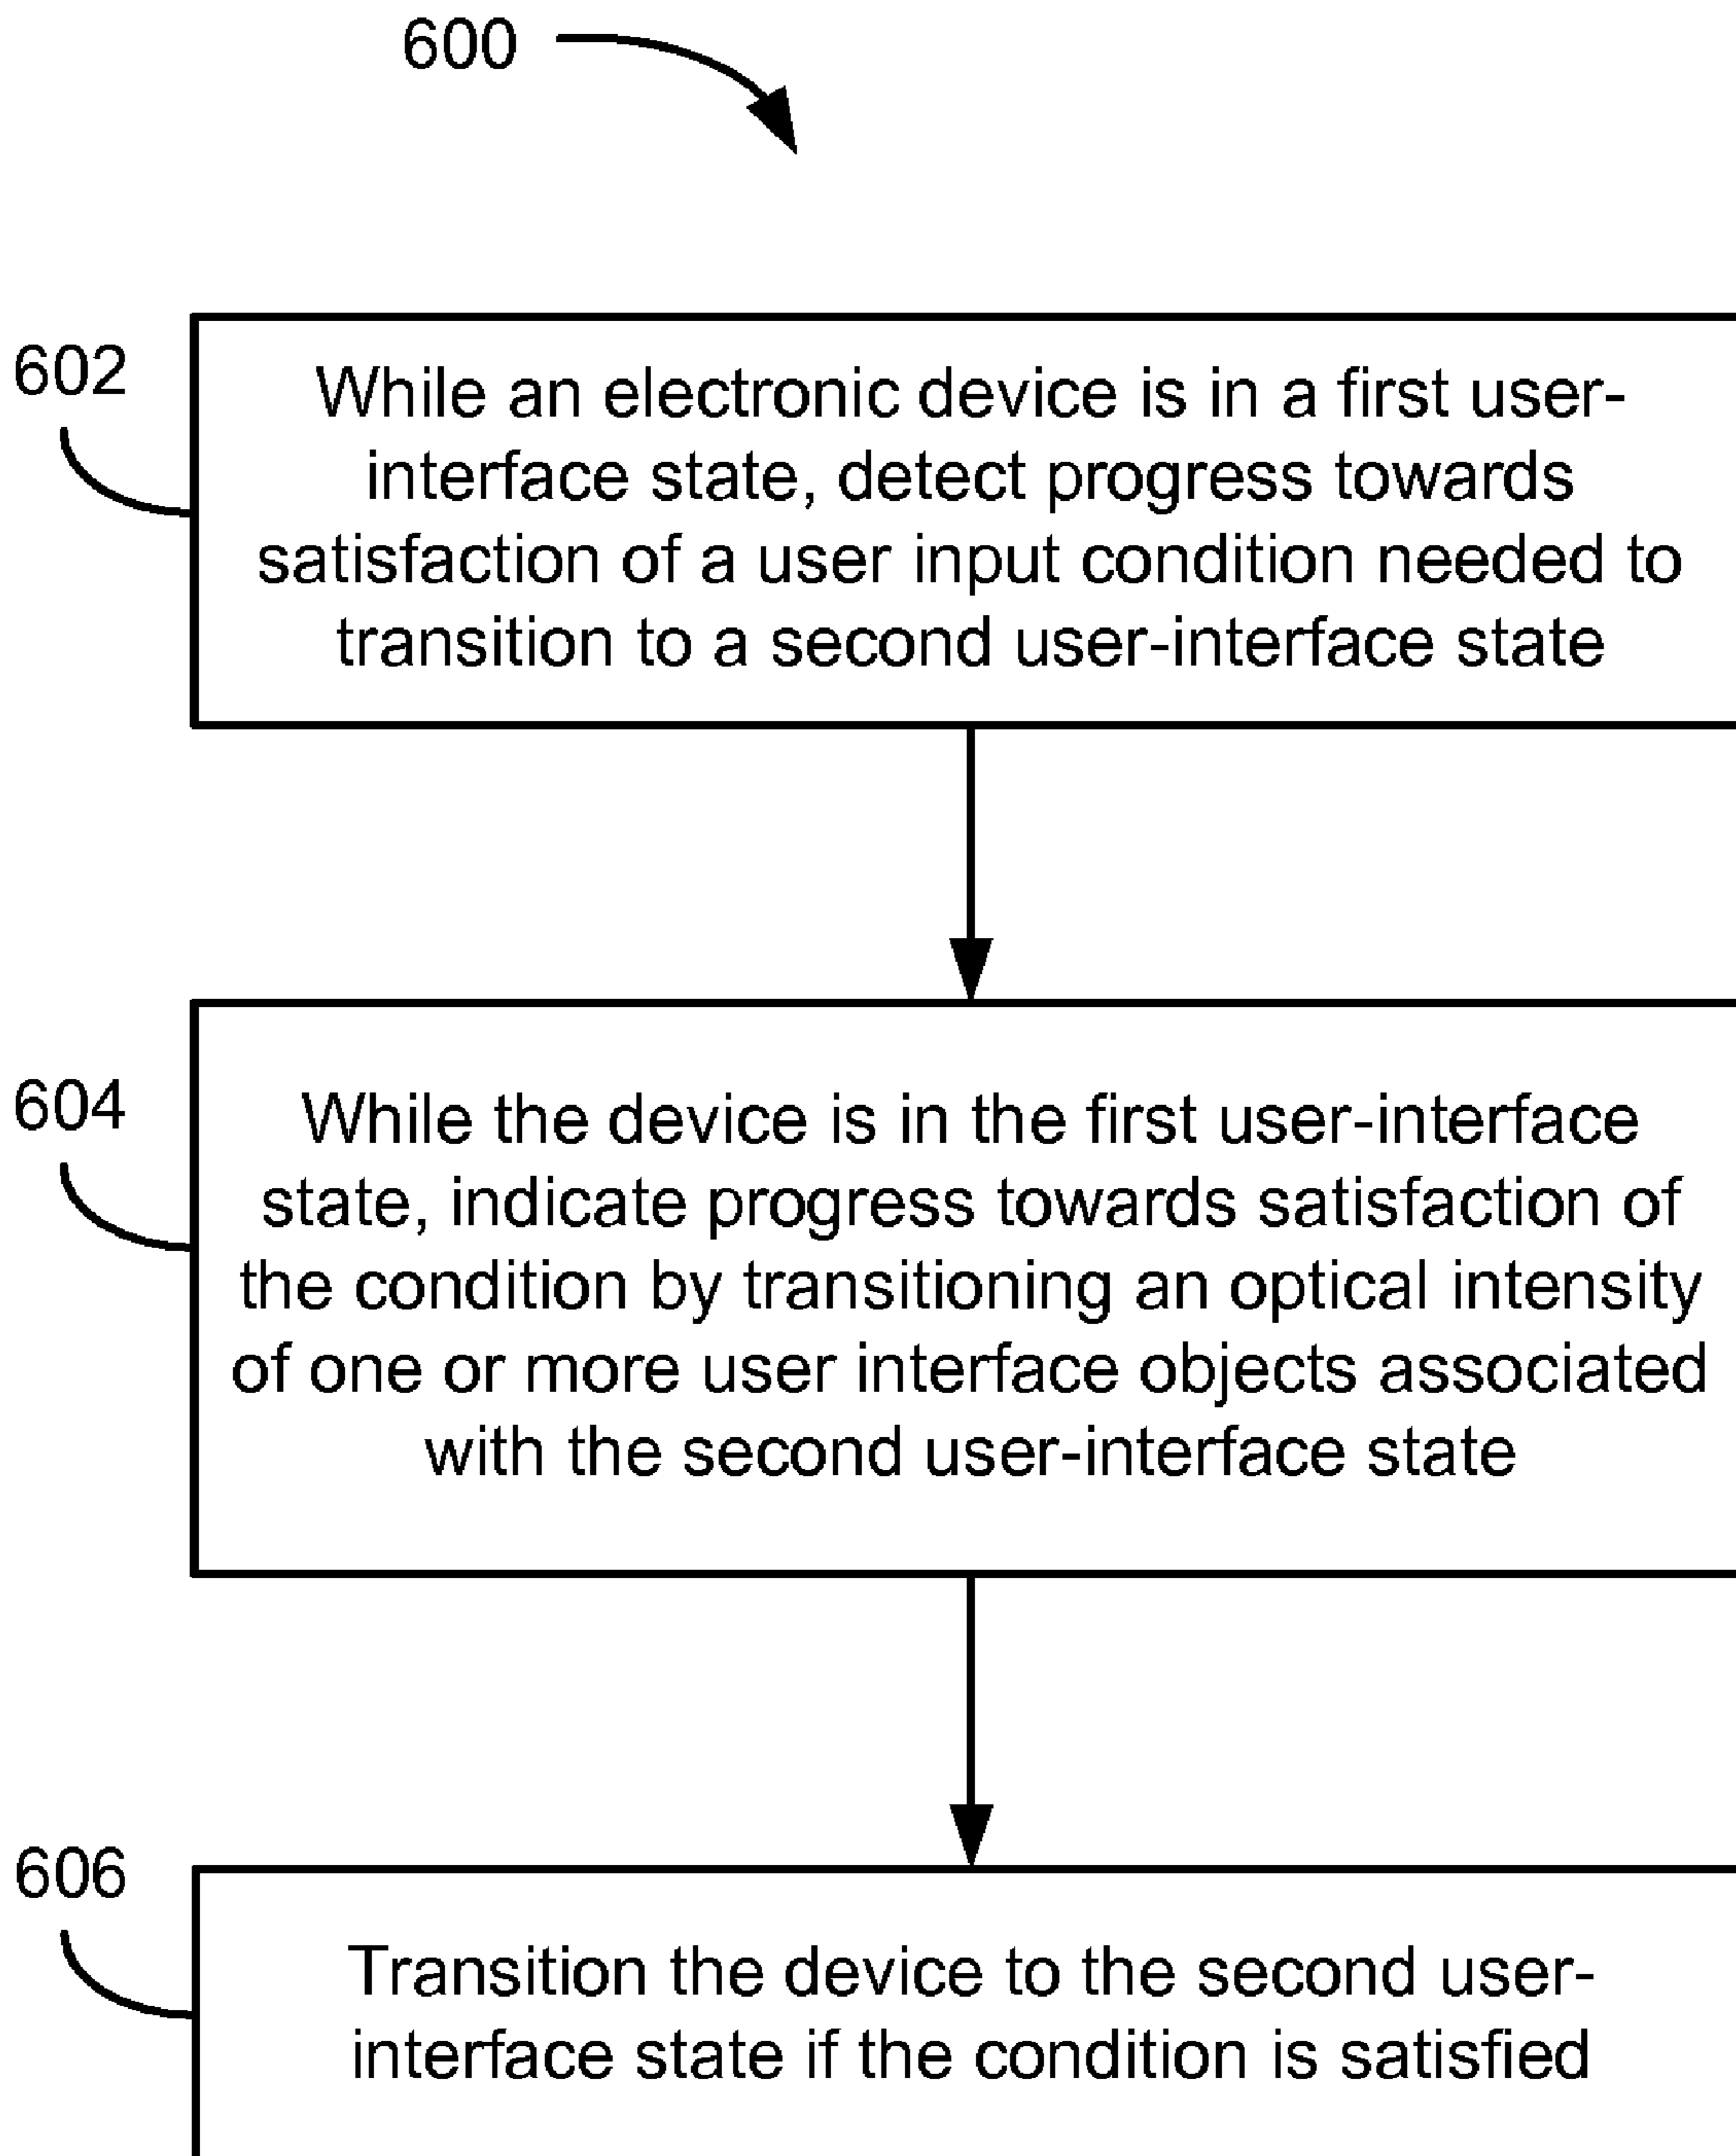 600
602
While an electronic device is in a first user-
interface state, detect progress towards
satisfaction of a user input condition needed to
transition to a second user-interface state
604
While the device is in the first user-interface
state, indicate progress towards satisfaction of
the condition by transitioning an optical intensity
of one or more user interface objects associated
with the second user-interface state
606
Transition the device to the second user-
interface state if the condition is satisfied